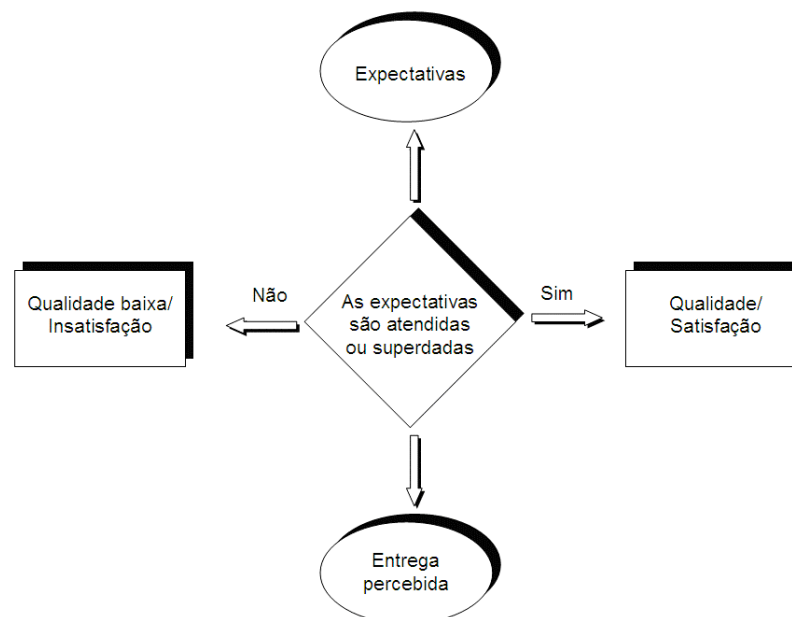 Expectativas
Não
Sim
Qualidade baixa/
Insatisfação
As expectativas
são atendidas
ou superdadas
Qualidade/
Satisfação
Entrega
percebida